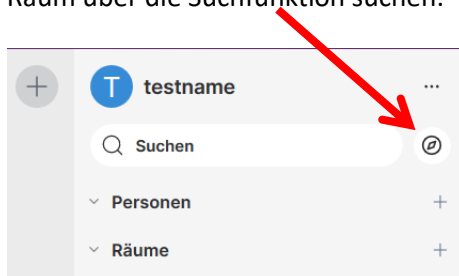 Raum über die Suchfunktion suchen.
T testname ...
Suchen
Personen
Räume